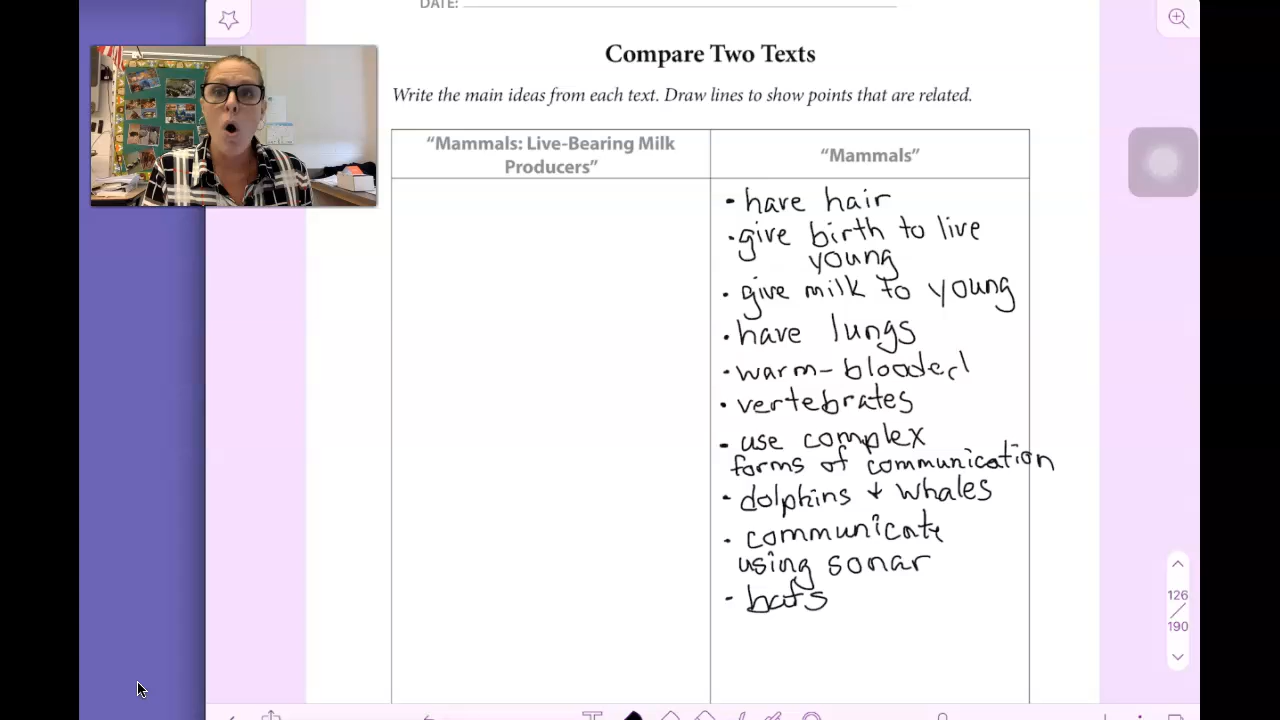 DATE:
Compare Two Texts
Write the main ideas from each text. Draw lines to show points that are related.
“Mammals: Live-Bearing Milk
Producers”
“Mammals”
• have hair
• give birth to live
young
• give milk to young
• have lungs
• warm-blooded
• vertebrates
• use complex
forms of communication
• dolphins + whales
• communicate
using sonar
• bats
126
190